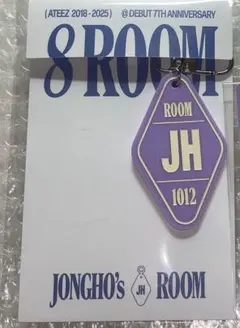 ( ATEEZ 2018 - 2025 ) @ DEBUT 7TH ANNIVERSARY
8 ROOM
ROOM
JH
1012
JONGHO's JH ROOM